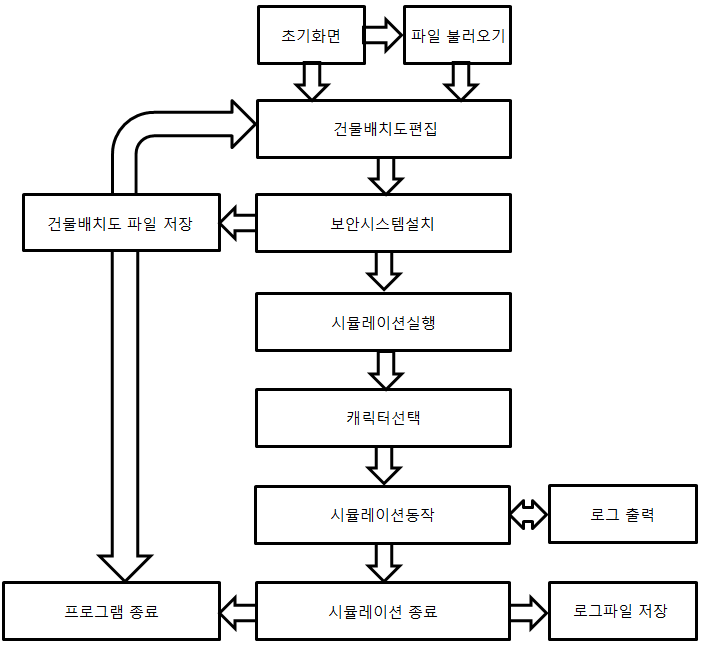 초기화면
파일 불러오기
건물배치도편집
건물배치도 파일 저장
보안시스템설치
시뮬레이션실행
캐릭터선택
시뮬레이션동작
로그 출력
프로그램 종료
시뮬레이션 종료
로그파일 저장